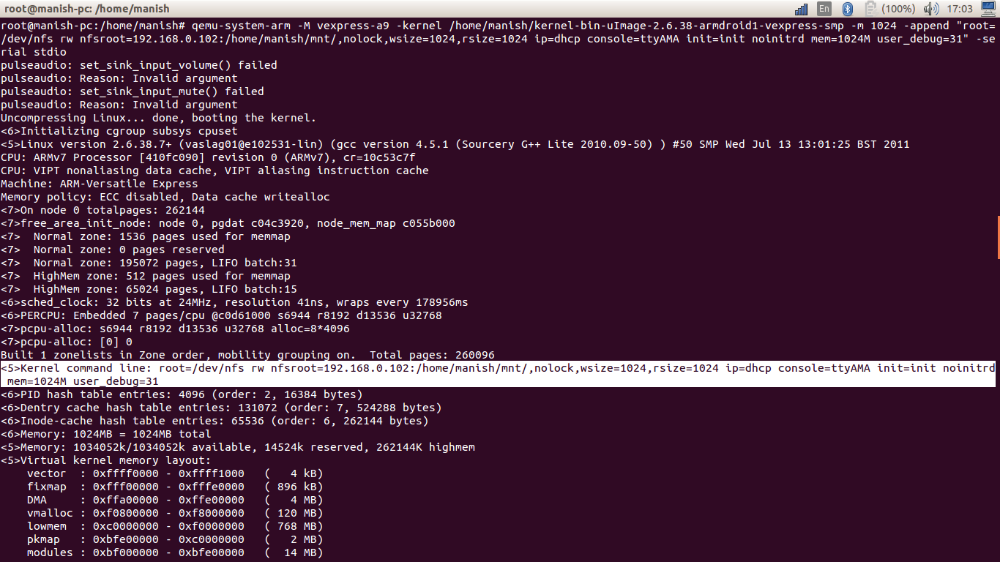 root@manish-pc: /home/manish
En
(100%)
17:03
root@manish-pc:/home/manish# qemu-system-arm -M vexpress-a9 -kernel /home/manish/kernel-bin-uImage-2.6.38-armdroid1-vexpress-smp -m 1024 -append "root=
/dev/nfs rw nfsroot=192.168.0.102:/home/manish/mnt/,nolock,wsize=1024,rsize=1024 ip=dhcp console=ttyAMA init=init noinitrd mem=1024M user_debug=31" -se
rial stdio
pulseaudio: set_sink_input_volume() failed
pulseaudio: Reason: Invalid argument
pulseaudio: set_sink_input_mute() failed
pulseaudio: Reason: Invalid argument
Uncompressing Linux... done, booting the kernel.
<6>Initializing cgroup subsys cpuset
<5>Linux version 2.6.38.7+ (vaslag01@e102531-lin) (gcc version 4.5.1 (Sourcery G++ Lite 2010.09-50) ) #50 SMP Wed Jul 13 13:01:25 BST 2011
CPU: ARMv7 Processor [410fc090] revision 0 (ARMv7), cr=10c53c7f
CPU: VIPT nonaliasing data cache, VIPT aliasing instruction cache
Machine: ARM-Versatile Express
Memory policy: ECC disabled, Data cache writealloc
<7>On node 0 totalpages: 262144
<7>free_area_init_node: node 0, pgdat c04c3920, node_mem_map c055b000
<7>  Normal zone: 1536 pages used for memmap
<7>  Normal zone: 0 pages reserved
<7>  Normal zone: 195072 pages, LIFO batch:31
<7>  HighMem zone: 512 pages used for memmap
<7>  HighMem zone: 65024 pages, LIFO batch:15
<6>sched_clock: 32 bits at 24MHz, resolution 41ns, wraps every 178956ms
<6>PERCPU: Embedded 7 pages/cpu @c0d61000 s6944 r8192 d13536 u32768
<7>pcpu-alloc: s6944 r8192 d13536 u32768 alloc=8*4096
<7>pcpu-alloc: [0] 0
Built 1 zonelists in Zone order, mobility grouping on.  Total pages: 260096
<5>Kernel command line: root=/dev/nfs rw nfsroot=192.168.0.102:/home/manish/mnt/,nolock,wsize=1024,rsize=1024 ip=dhcp console=ttyAMA init=init noinitrd
 mem=1024M user_debug=31
<6>PID hash table entries: 4096 (order: 2, 16384 bytes)
<6>Dentry cache hash table entries: 131072 (order: 7, 524288 bytes)
<6>Inode-cache hash table entries: 65536 (order: 6, 262144 bytes)
<6>Memory: 1024MB = 1024MB total
<5>Memory: 1034052k/1034052k available, 14524k reserved, 262144K highmem
<5>Virtual kernel memory layout:
    vector  : 0xffff0000 - 0xffff1000   (   4 kB)
    fixmap  : 0xfff00000 - 0xfffe0000   ( 896 kB)
    DMA     : 0xffa00000 - 0xffe00000   (   4 MB)
    vmalloc : 0xf0800000 - 0xf8000000   ( 120 MB)
    lowmem  : 0xc0000000 - 0xf0000000   ( 768 MB)
    pkmap   : 0xbfe00000 - 0xc0000000   (   2 MB)
    modules : 0xbf000000 - 0xbfe00000   (  14 MB)